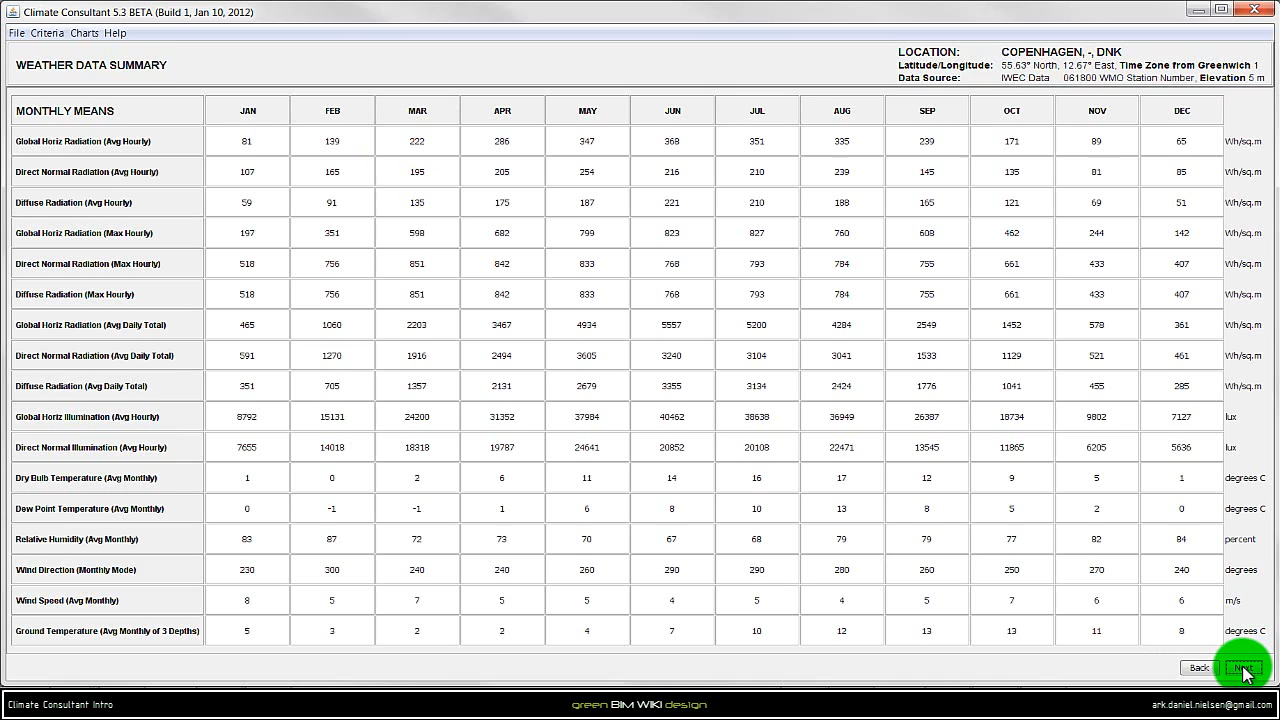 Climate Consultant 5.3 BETA (Build 1, Jan 10, 2012)
File Criteria Charts Help
WEATHER DATA SUMMARY
LOCATION: COPENHAGEN, -, DNK
Latitude/Longitude: 55.63° North, 12.67° East, Time Zone from Greenwich 1
Data Source: IWEC Data 061800 WMO Station Number, Elevation 5 m
MONTHLY MEANS JAN FEB MAR APR MAY JUN JUL AUG SEP OCT NOV DEC
Global Horiz Radiation (Avg Hourly) 81 139 222 286 347 368 351 335 239 171 89 65 Wh/sq.m
Direct Normal Radiation (Avg Hourly) 107 165 195 205 254 216 210 239 145 135 81 85 Wh/sq.m
Diffuse Radiation (Avg Hourly) 59 91 135 175 187 221 210 188 165 121 69 51 Wh/sq.m
Global Horiz Radiation (Max Hourly) 197 351 598 682 799 823 827 760 608 462 244 142 Wh/sq.m
Direct Normal Radiation (Max Hourly) 518 756 851 842 833 768 793 784 755 661 433 407 Wh/sq.m
Diffuse Radiation (Max Hourly) 518 756 851 842 833 768 793 784 755 661 433 407 Wh/sq.m
Global Horiz Radiation (Avg Daily Total) 465 1060 2203 3467 4934 5557 5200 4284 2549 1452 578 361 Wh/sq.m
Direct Normal Radiation (Avg Daily Total) 591 1270 1916 2494 3605 3240 3104 3041 1533 1129 521 461 Wh/sq.m
Diffuse Radiation (Avg Daily Total) 351 705 1357 2131 2679 3355 3134 2424 1776 1041 455 285 Wh/sq.m
Global Horiz Illumination (Avg Hourly) 8792 15131 24200 31352 37984 40462 38638 36949 26387 18734 9802 7127 lux
Direct Normal Illumination (Avg Hourly) 7655 14018 18318 19787 24641 20852 20108 22471 13545 11865 6205 5636 lux
Dry Bulb Temperature (Avg Monthly) 1 0 2 6 11 14 16 17 12 9 5 1 degrees C
Dew Point Temperature (Avg Monthly) 0 -1 -1 1 6 8 10 13 8 5 2 0 degrees C
Relative Humidity (Avg Monthly) 83 87 72 73 70 67 68 79 79 77 82 84 percent
Wind Direction (Monthly Mode) 230 300 240 240 260 290 290 280 260 250 270 240 degrees
Wind Speed (Avg Monthly) 8 5 7 5 5 4 5 4 5 7 6 6 m/s
Ground Temperature (Avg Monthly of 3 Depths) 5 3 2 2 4 7 10 12 13 13 11 8 degrees C
Back Next
Climate Consultant Intro green BIM WIKI design ark.daniel.nielsen@gmail.com